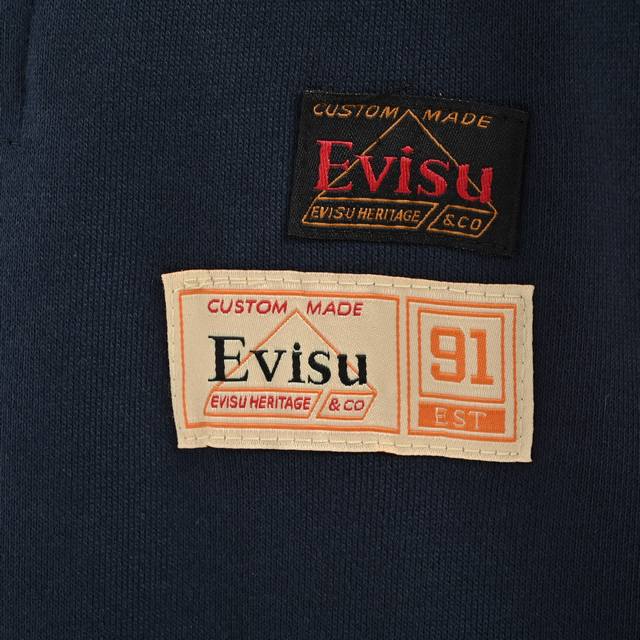 CUSTOM MADE
Evisu
EVISU HERITAGE & CO
CUSTOM MADE
Evisu
EVISU HERITAGE & CO
91
EST